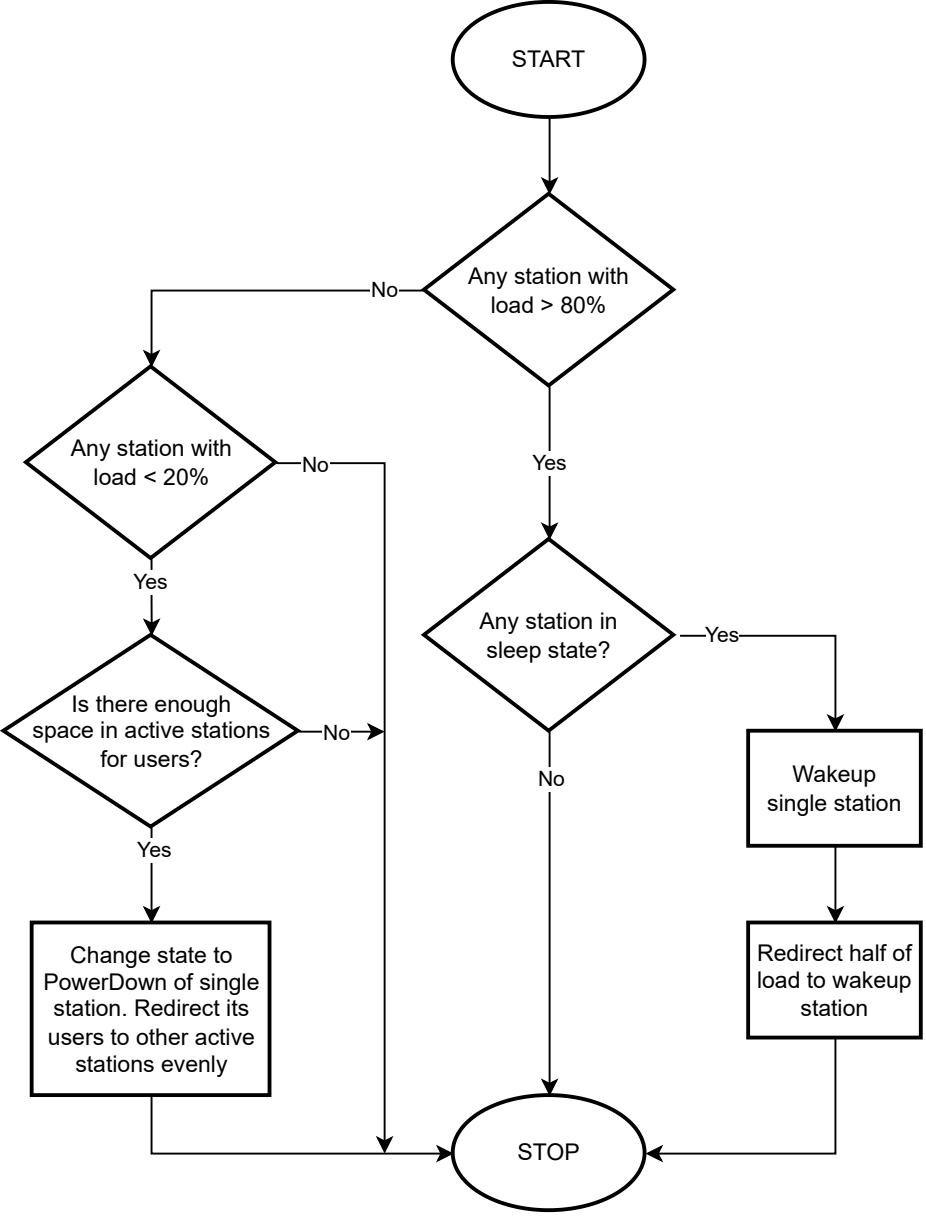 START
Any station with
load > 80%
No
Any station with
load < 20%
No
Yes
Yes
Any station in
sleep state?
Yes
Is there enough
space in active stations
for users?
No
No
Wakeup
single station
Yes
Change state to
PowerDown of single
station. Redirect its
users to other active
stations evenly
Redirect half of
load to wakeup
station
STOP